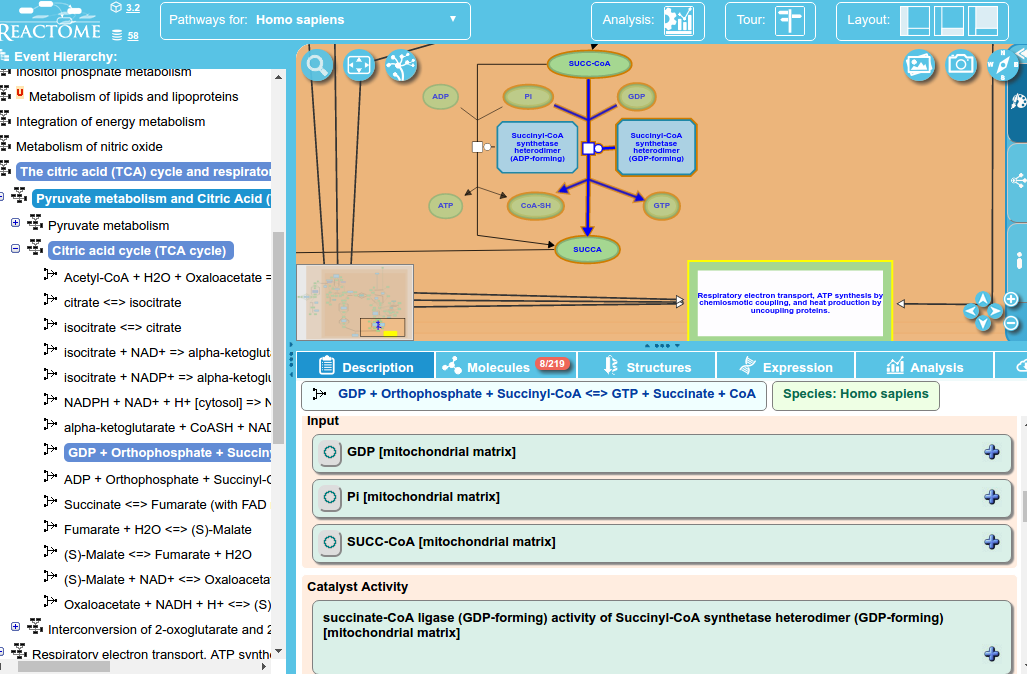 REACTOME
3.2
58
Pathways for: Homo sapiens
Analysis:
Tour:
Layout:
Event Hierarchy:
Inositol phosphate metabolism
U
Metabolism of lipids and lipoproteins
Integration of energy metabolism
Metabolism of nitric oxide
The citric acid (TCA) cycle and respirator
Pyruvate metabolism and Citric Acid (
Pyruvate metabolism
Citric acid cycle (TCA cycle)
Acetyl-CoA + H2O + Oxaloacetate =
citrate <=> isocitrate
isocitrate <=> citrate
isocitrate + NAD+ => alpha-ketoglut
isocitrate + NADP+ => alpha-ketoglu
NADPH + NAD+ + H+ [cytosol] => N
alpha-ketoglutarate + CoASH + NAD
GDP + Orthophosphate + Succin
ADP + Orthophosphate + Succinyl-C
Succinate <=> Fumarate (with FAD
Fumarate + H2O <=> (S)-Malate
(S)-Malate <=> Fumarate + H2O
(S)-Malate + NAD+ <=> Oxaloaceta
Oxaloacetate + NADH + H+ <=> (S)
Interconversion of 2-oxoglutarate and 2
Respiratory electron transport, ATP synthe
SUCC-CoA
ADP
PI
GDP
Succinyl-CoA
synthetase
heterodimer
(ADP-forming)
Succinyl-CoA
synthetase
heterodimer
(GDP-forming)
ATP
CoA-SH
GTP
SUCCA
Respiratory electron transport, ATP synthesis by
chemiosmotic coupling, and heat production by
uncoupling proteins.
Description
Molecules 8/219
Structures
Expression
Analysis
GDP + Orthophosphate + Succinyl-CoA <=> GTP + Succinate + CoA
Species: Homo sapiens
Input
GDP [mitochondrial matrix]
Pi [mitochondrial matrix]
SUCC-CoA [mitochondrial matrix]
Catalyst Activity
succinate-CoA ligase (GDP-forming) activity of Succinyl-CoA synthetase heterodimer (GDP-forming)
[mitochondrial matrix]